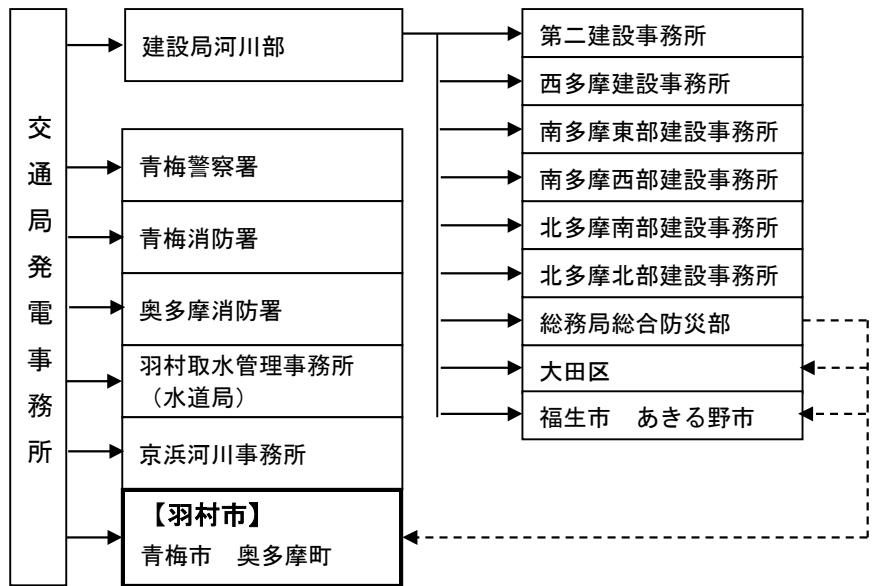 交通局発電事務所
建設局河川部
青梅警察署
青梅消防署
奥多摩消防署
羽村取水管理事務所
（水道局）
京浜河川事務所
【羽村市】
青梅市　奥多摩町
第二建設事務所
西多摩建設事務所
南多摩東部建設事務所
南多摩西部建設事務所
北多摩南部建設事務所
北多摩北部建設事務所
総務局総合防災部
大田区
福生市　あきる野市